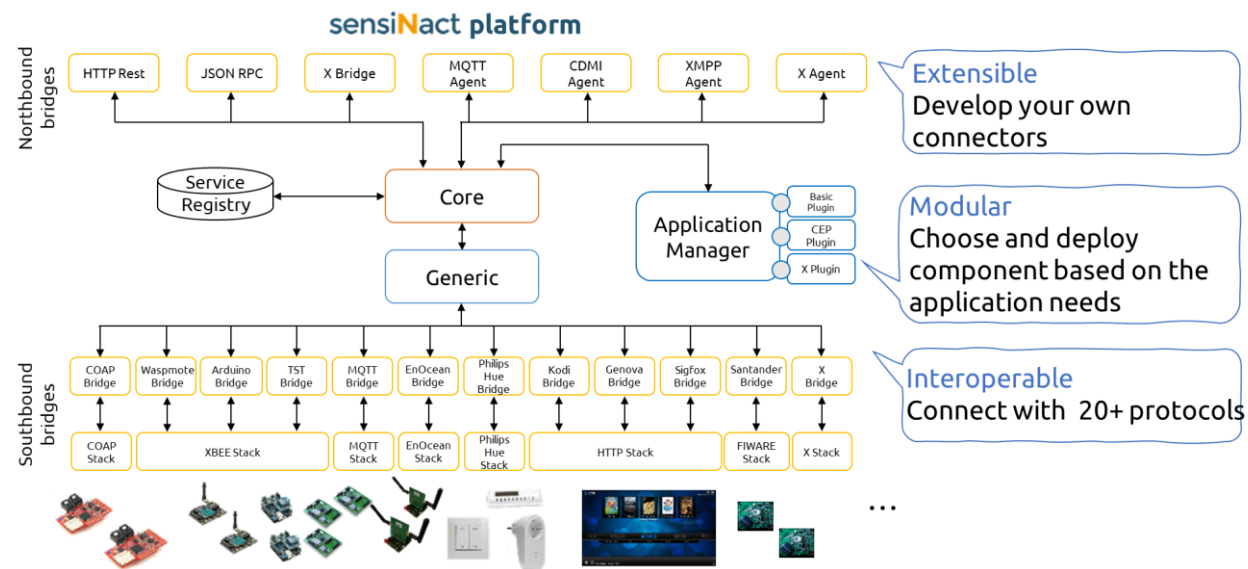 sensiNact platform
Northbound
bridges
HTTP Rest
JSON RPC
X Bridge
MQTT
Agent
CDMI
Agent
XMPP
Agent
X Agent
Extensible
Develop your own
connectors
Service
Registry
Core
Application
Manager
Basic
Plugin
CEP
Plugin
X Plugin
Modular
Choose and deploy
component based on the
application needs
Generic
Southbound
bridges
COAP
Bridge
Waspmote
Bridge
Arduino
Bridge
TST
Bridge
MQTT
Bridge
EnOcean
Bridge
Philips
Hue
Bridge
Kodi
Bridge
Genova
Bridge
Sigfox
Bridge
Santander
Bridge
X
Bridge
Interoperable
Connect with 20+ protocols
COAP
Stack
XBEE Stack
MQTT
Stack
EnOcean
Stack
Philips
Hue
Stack
HTTP Stack
FIWARE
Stack
X Stack
...